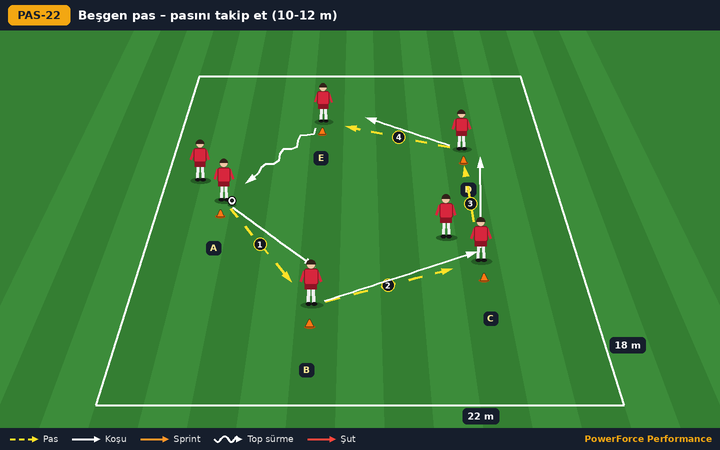 PAS-22
Beşgen pas – pasını takip et (10-12 m)
4
E
D
3
A
1
2
C
B
18 m
22 m
Pas
Koşu
Sprint
Top sürme
Şut
PowerForce Performance